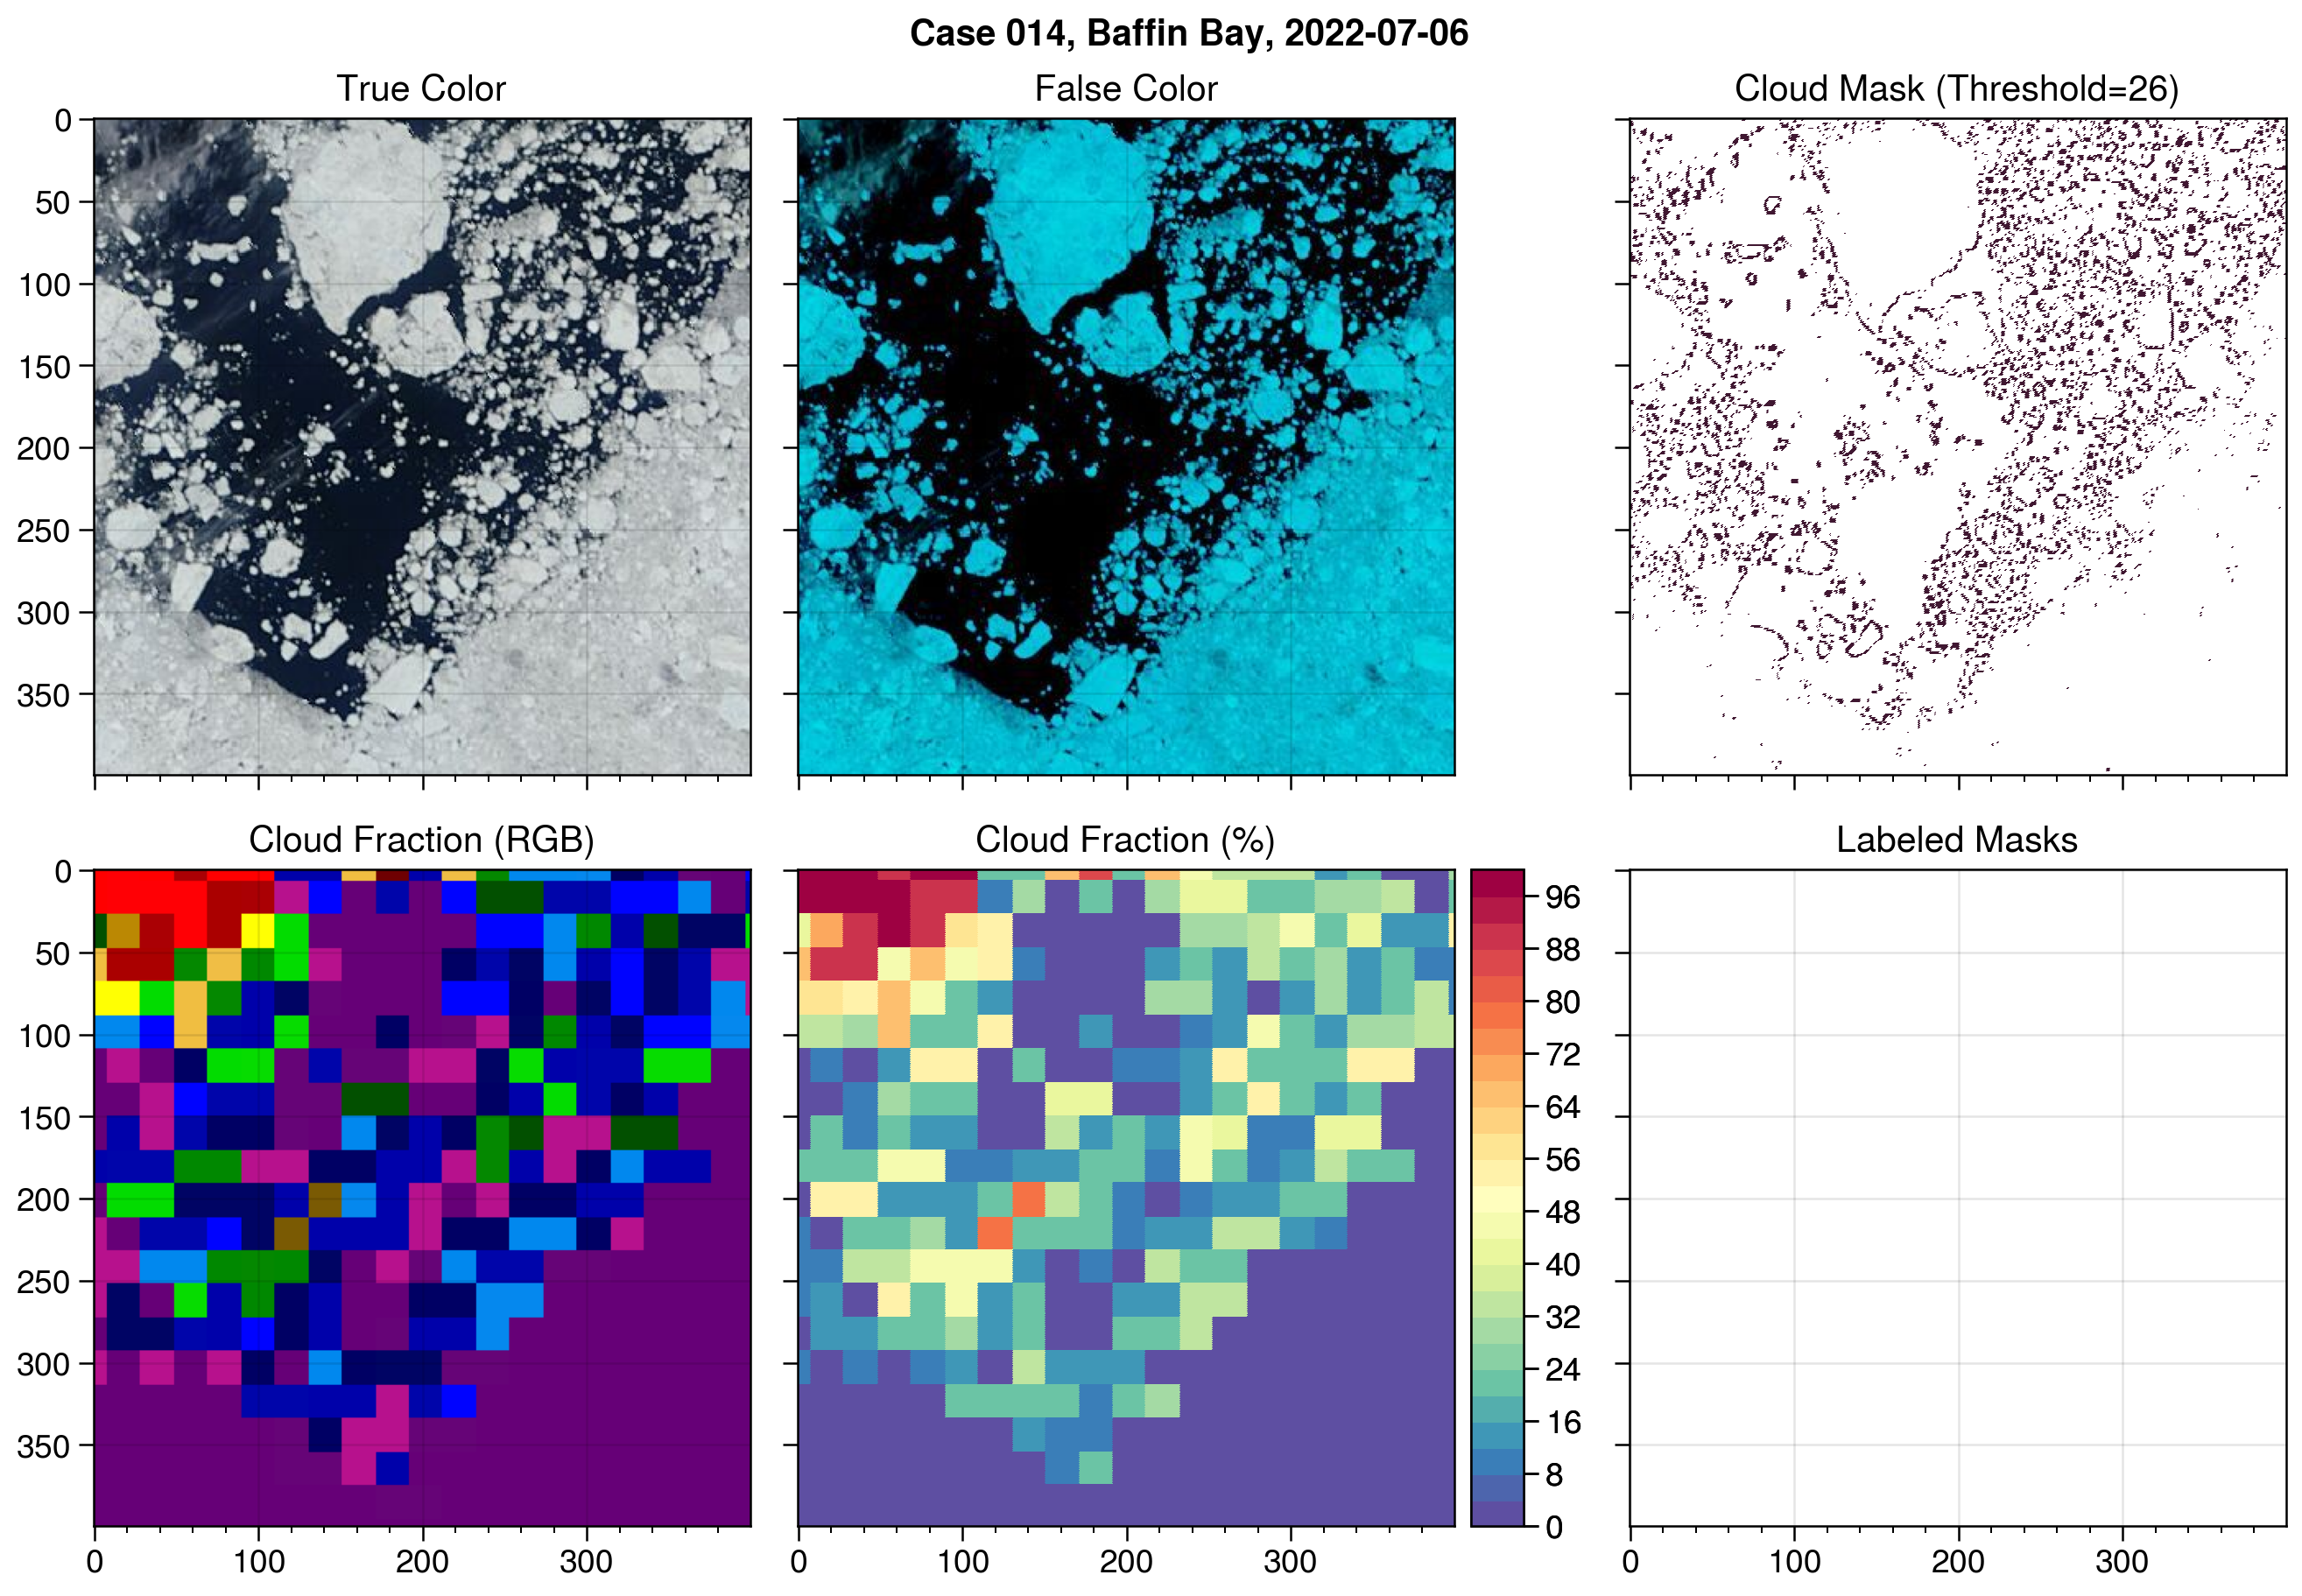 Case 014, Baffin Bay, 2022-07-06
True Color
False Color
Cloud Mask (Threshold=26)
0
50
100
150
200
250
300
350
Cloud Fraction (RGB)
Cloud Fraction (%)
Labeled Masks
0
50
100
150
200
250
300
350
96
88
80
72
64
56
48
40
32
24
16
8
0
0 100 200 300
0 100 200 300
0 100 200 300